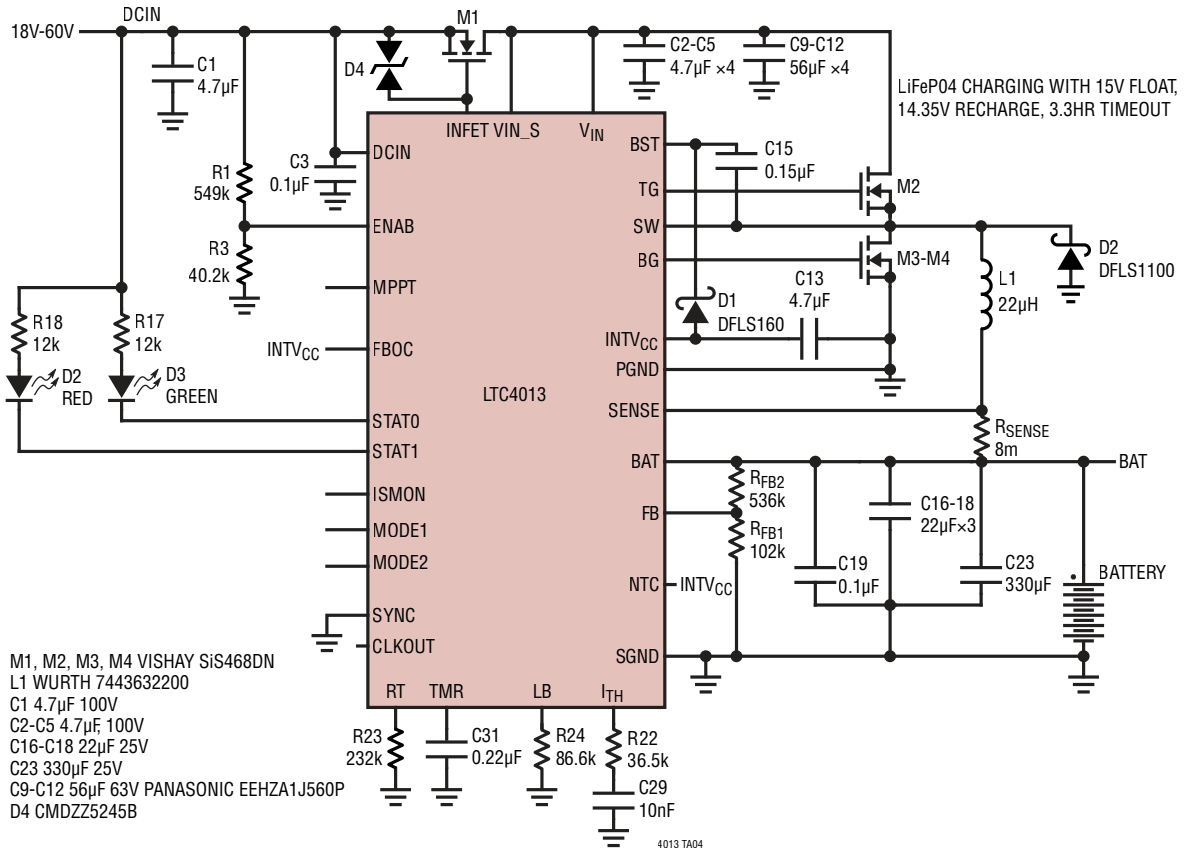 DCIN
18V-60V
M1
C1
4.7µF
D4
C2-C5
4.7µF ×4
C9-C12
56µF ×4
LiFeP04 CHARGING WITH 15V FLOAT,
14.35V RECHARGE, 3.3HR TIMEOUT
INFET
VIN_S
VIN
DCIN
C3
0.1µF
R1
549k
ENAB
R3
40.2k
MPPT
R18
12k
R17
12k
INTVCC
FBOC
D2
RED
D3
GREEN
STAT0
STAT1
ISMON
MODE1
MODE2
SYNC
CLKOUT
LTC4013
BST
C15
0.15µF
TG
M2
SW
BG
M3-M4
D2
DFLS1100
L1
22µH
C13
4.7µF
D1
DFLS160
INTVCC
PGND
SENSE
RSENSE
8m
BAT
BAT
RFB2
536k
FB
RFB1
102k
C16-18
22µF×3
C19
0.1µF
C23
330µF
BATTERY
NTC
INTVCC
SGND
RT
TMR
LB
ITH
R23
232k
C31
0.22µF
R24
86.6k
R22
36.5k
C29
10nF
M1, M2, M3, M4 VISHAY SiS468DN
L1 WURTH 7443632200
C1 4.7µF 100V
C2-C5 4.7µF, 100V
C16-C18 22µF 25V
C23 330µF 25V
C9-C12 56µF 63V PANASONIC EEHZA1J560P
D4 CMDZZ5245B
4013 TA04